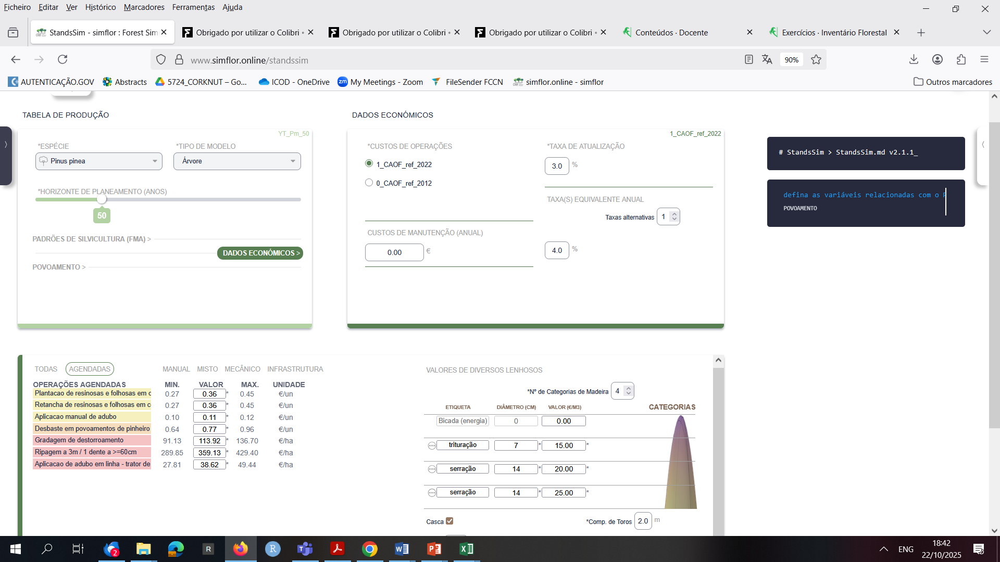 Ficheiro Editar Ver Histórico Marcadores Ferramentas Ajuda
StandsSim - simflor : Forest Sim
Obrigado por utilizar o Colibri •
Obrigado por utilizar o Colibri •
Obrigado por utilizar o Colibri •
Conteúdos · Docente
Exercícios · Inventário Florestal
www.simflor.online/standssim
90%
AUTENTICAÇÃO.GOV
Abstracts
5724_CORKNUT – Go...
ICOD - OneDrive
zm My Meetings - Zoom
FileSender FCCN
simflor.online - simflor
Outros marcadores
TABELA DE PRODUÇÃO
YT_Pm_50
*ESPÉCIE
*TIPO DE MODELO
Pinus pinea
Árvore
*HORIZONTE DE PLANEAMENTO (ANOS)
50
PADRÕES DE SILVICULTURA (FMA) >
DADOS ECONÓMICOS >
POVOAMENTO >
DADOS ECONÓMICOS
1_CAOF_ref_2022
*CUSTOS DE OPERAÇÕES
*TAXA DE ATUALIZAÇÃO
1_CAOF_ref_2022
3.0 %
0_CAOF_ref_2012
TAXA(S) EQUIVALENTE ANUAL
Taxas alternativas 1
CUSTOS DE MANUTENÇÃO (ANUAL)
0.00 €
4.0 %
# StandsSim > StandsSim.md v2.1.1_
defina as variáveis relacionadas com o P
POVOAMENTO
TODAS AGENDADAS MANUAL MISTO MECÂNICO INFRASTRUTURA
OPERAÇÕES AGENDADAS MIN. VALOR MAX. UNIDADE
Plantacao de resinosas e folhosas em c 0.27 0.36 * 0.45 €/un
Retancha de resinosas e folhosas em c 0.27 0.36 * 0.45 €/un
Aplicacao manual de adubo 0.10 0.11 * 0.12 €/un
Desbaste em povoamentos de pinheiro 0.64 0.77 * 0.96 €/un
Gradagem de destorroamento 91.13 113.92 * 136.70 €/ha
Ripagem a 3m / 1 dente a >=60cm 289.85 359.13 * 429.40 €/ha
Aplicacao de adubo em linha - trator de 27.81 38.62 * 49.44 €/ha
VALORES DE DIVERSOS LENHOSOS
*Nº de Categorias de Madeira 4
ETIQUETA DIÂMETRO (CM) VALOR (€/M3) CATEGORIAS
Bicada (energia) 0 0.00
trituração 7 * 15.00 *
serração 14 * 20.00 *
serração 14 * 25.00 *
Casca
*Comp. de Toros 2.0 m
2
R
R
ENG
18:42
22/10/2025